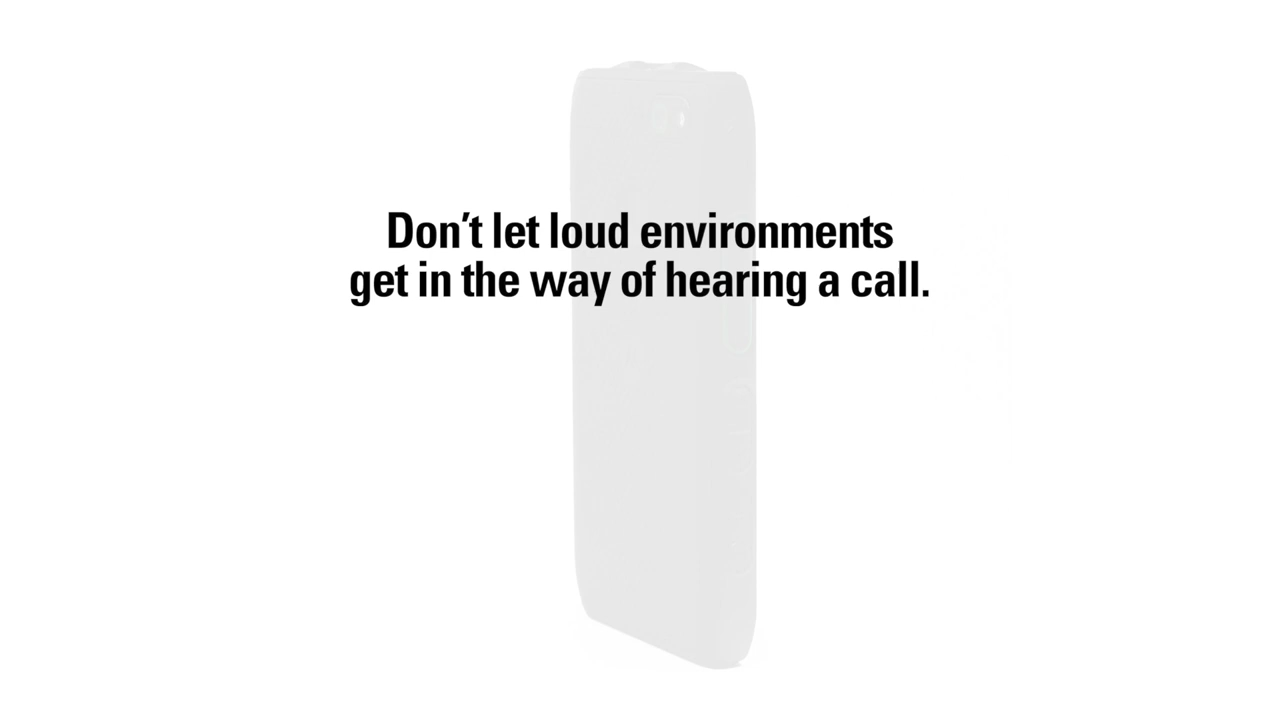 Don’t let loud environments
get in the way of hearing a call.